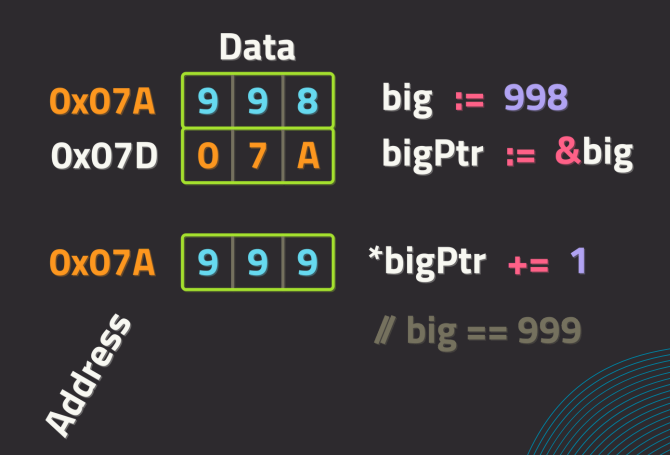 Data
0x07A 9 9 8 big := 998
0x07D 0 7 A bigPtr := &big
0x07A 9 9 9 *bigPtr += 1
// big == 999
Address